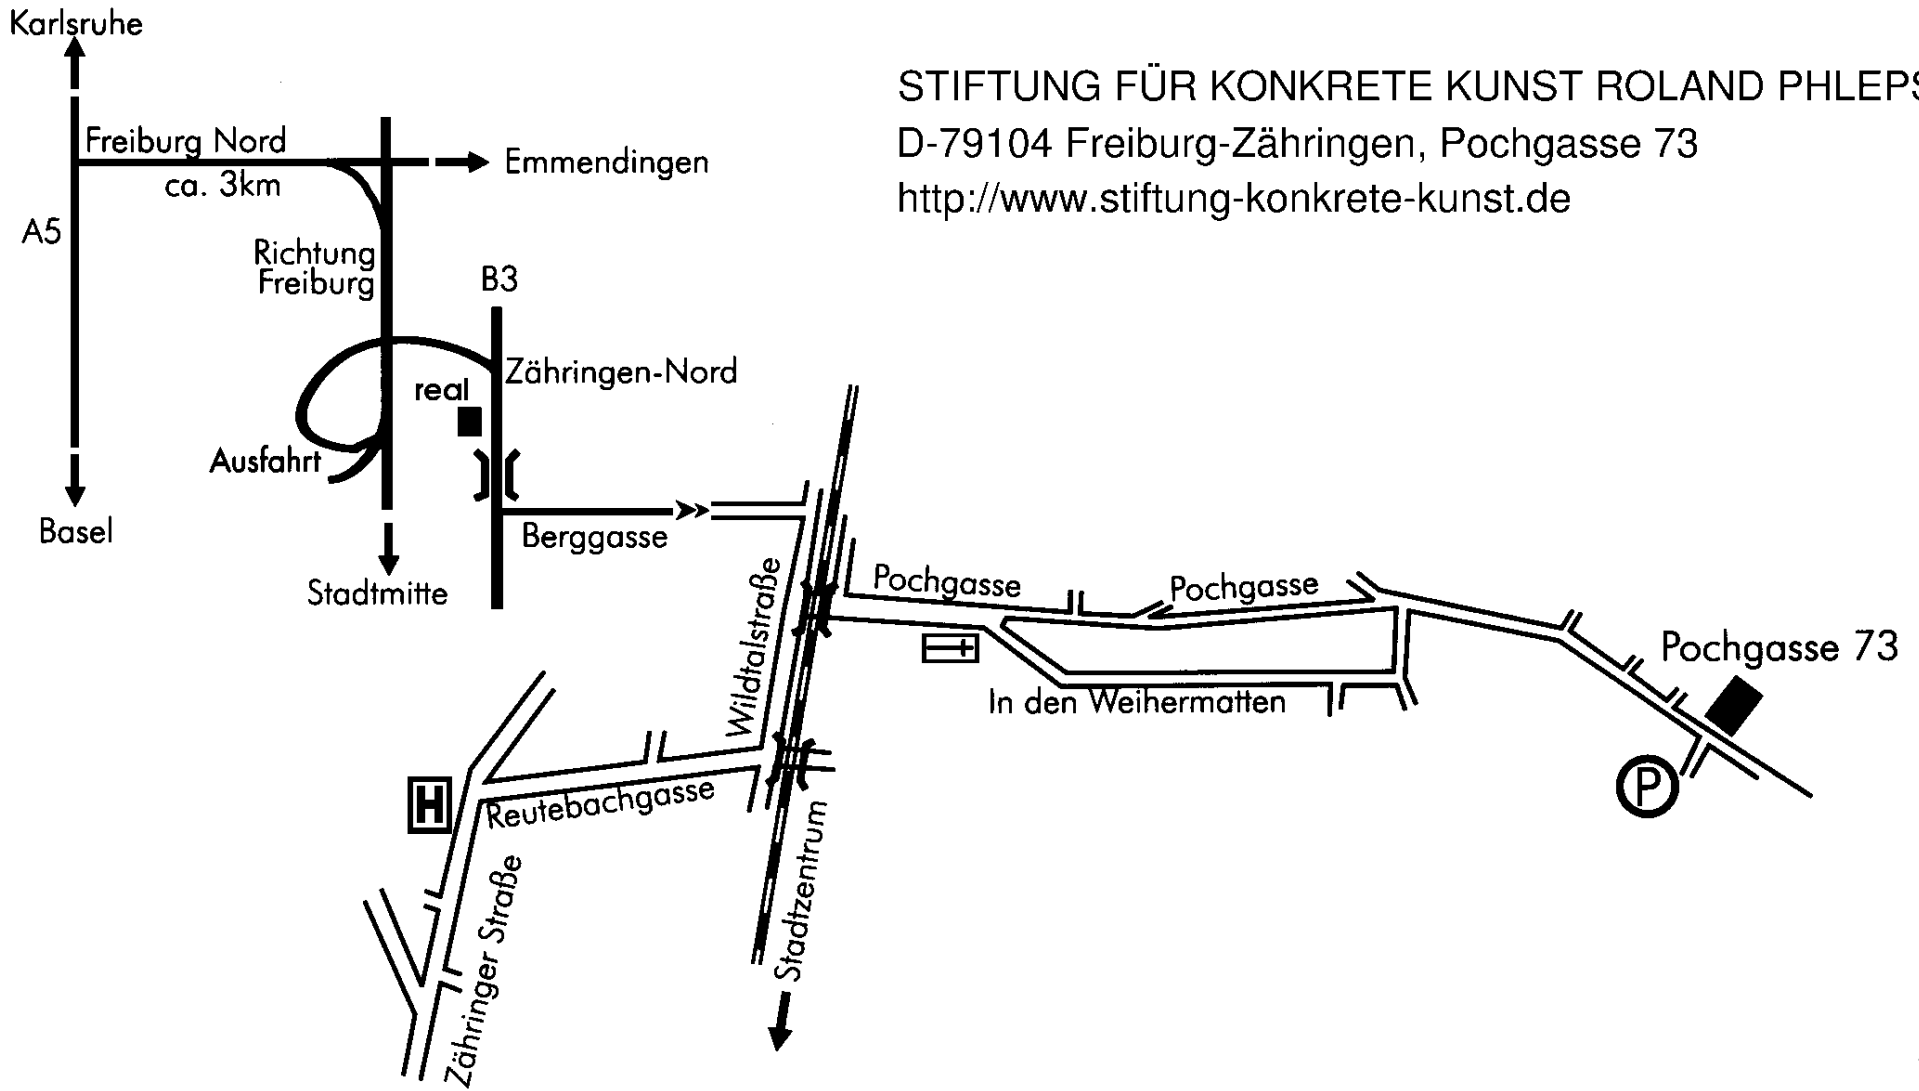 Karlsruhe
STIFTUNG FÜR KONKRETE KUNST ROLAND PHLEPS
D-79104 Freiburg-Zähringen, Pochgasse 73
http://www.stiftung-konkrete-kunst.de
Freiburg Nord
ca. 3km
Emmendingen
A5
Richtung
Freiburg
B3
Zähringen-Nord
real
Ausfahrt
Basel
Berggasse
Stadtmitte
Wildtalstraße
Pochgasse
Pochgasse
Pochgasse 73
In den Weihermatten
P
H
Reutebachgasse
Zähringer Straße
Stadtzentrum